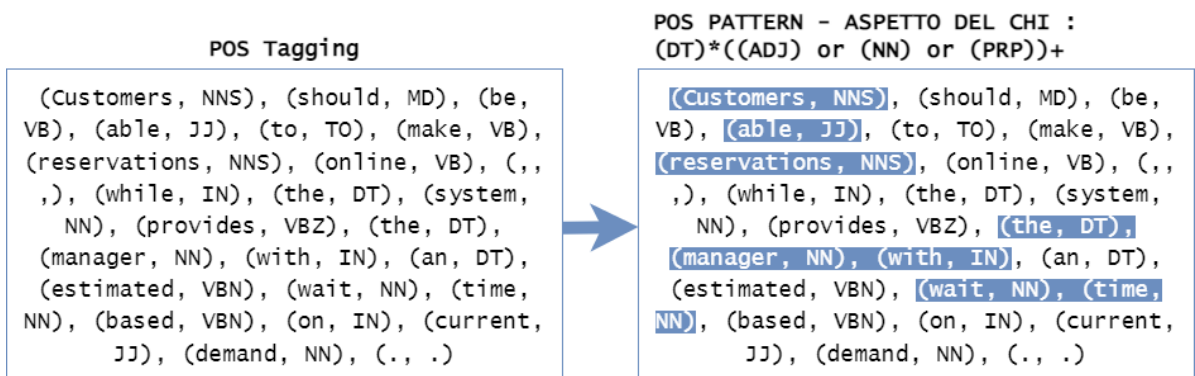 POS Tagging
(Customers, NNS), (should, MD), (be,
VB), (able, JJ), (to, TO), (make, VB),
(reservations, NNS), (online, VB), (,,
,), (while, IN), (the, DT), (system,
NN), (provides, VBZ), (the, DT),
(manager, NN), (with, IN), (an, DT),
(estimated, VBN), (wait, NN), (time,
NN), (based, VBN), (on, IN), (current,
JJ), (demand, NN), (., .)
POS PATTERN - ASPETTO DEL CHI :
(DT)*((ADJ) or (NN) or (PRP))+
(Customers, NNS), (should, MD), (be,
VB), (able, JJ), (to, TO), (make, VB),
(reservations, NNS), (online, VB), (,,
,), (while, IN), (the, DT), (system,
NN), (provides, VBZ), (the, DT),
(manager, NN), (with, IN), (an, DT),
(estimated, VBN), (wait, NN), (time,
NN), (based, VBN), (on, IN), (current,
JJ), (demand, NN), (., .)